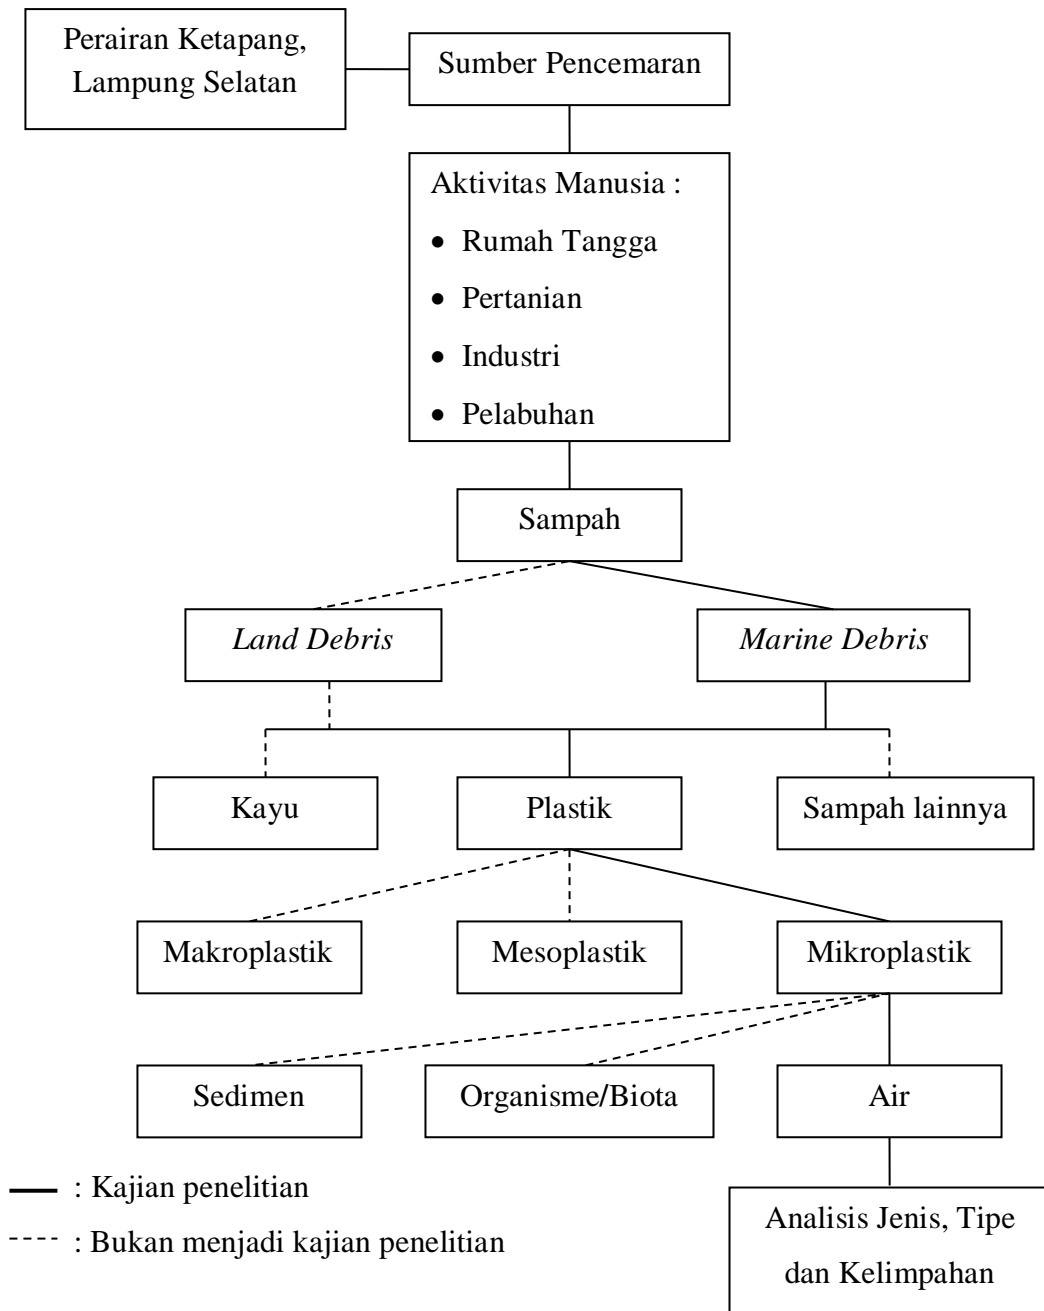 Perairan Ketapang,
Lampung Selatan
Sumber Pencemaran
Aktivitas Manusia :
• Rumah Tangga
• Pertanian
• Industri
• Pelabuhan
Sampah
Land Debris
Marine Debris
Kayu
Plastik
Sampah lainnya
Makroplastik
Mesoplastik
Mikroplastik
Sedimen
Organisme/Biota
Air
: Kajian penelitian
: Bukan menjadi kajian penelitian
Analisis Jenis, Tipe
dan Kelimpahan